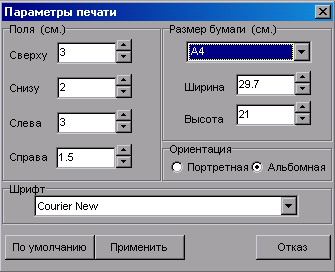 Параметры печати
Поля (см.)
Сверху 3
Снизу 2
Слева 3
Справа 1.5
Размер бумаги (см.)
A4
Ширина 29.7
Высота 21
Ориентация
Портретная Альбомная
Шрифт
Courier New
По умолчанию Применить Отказ